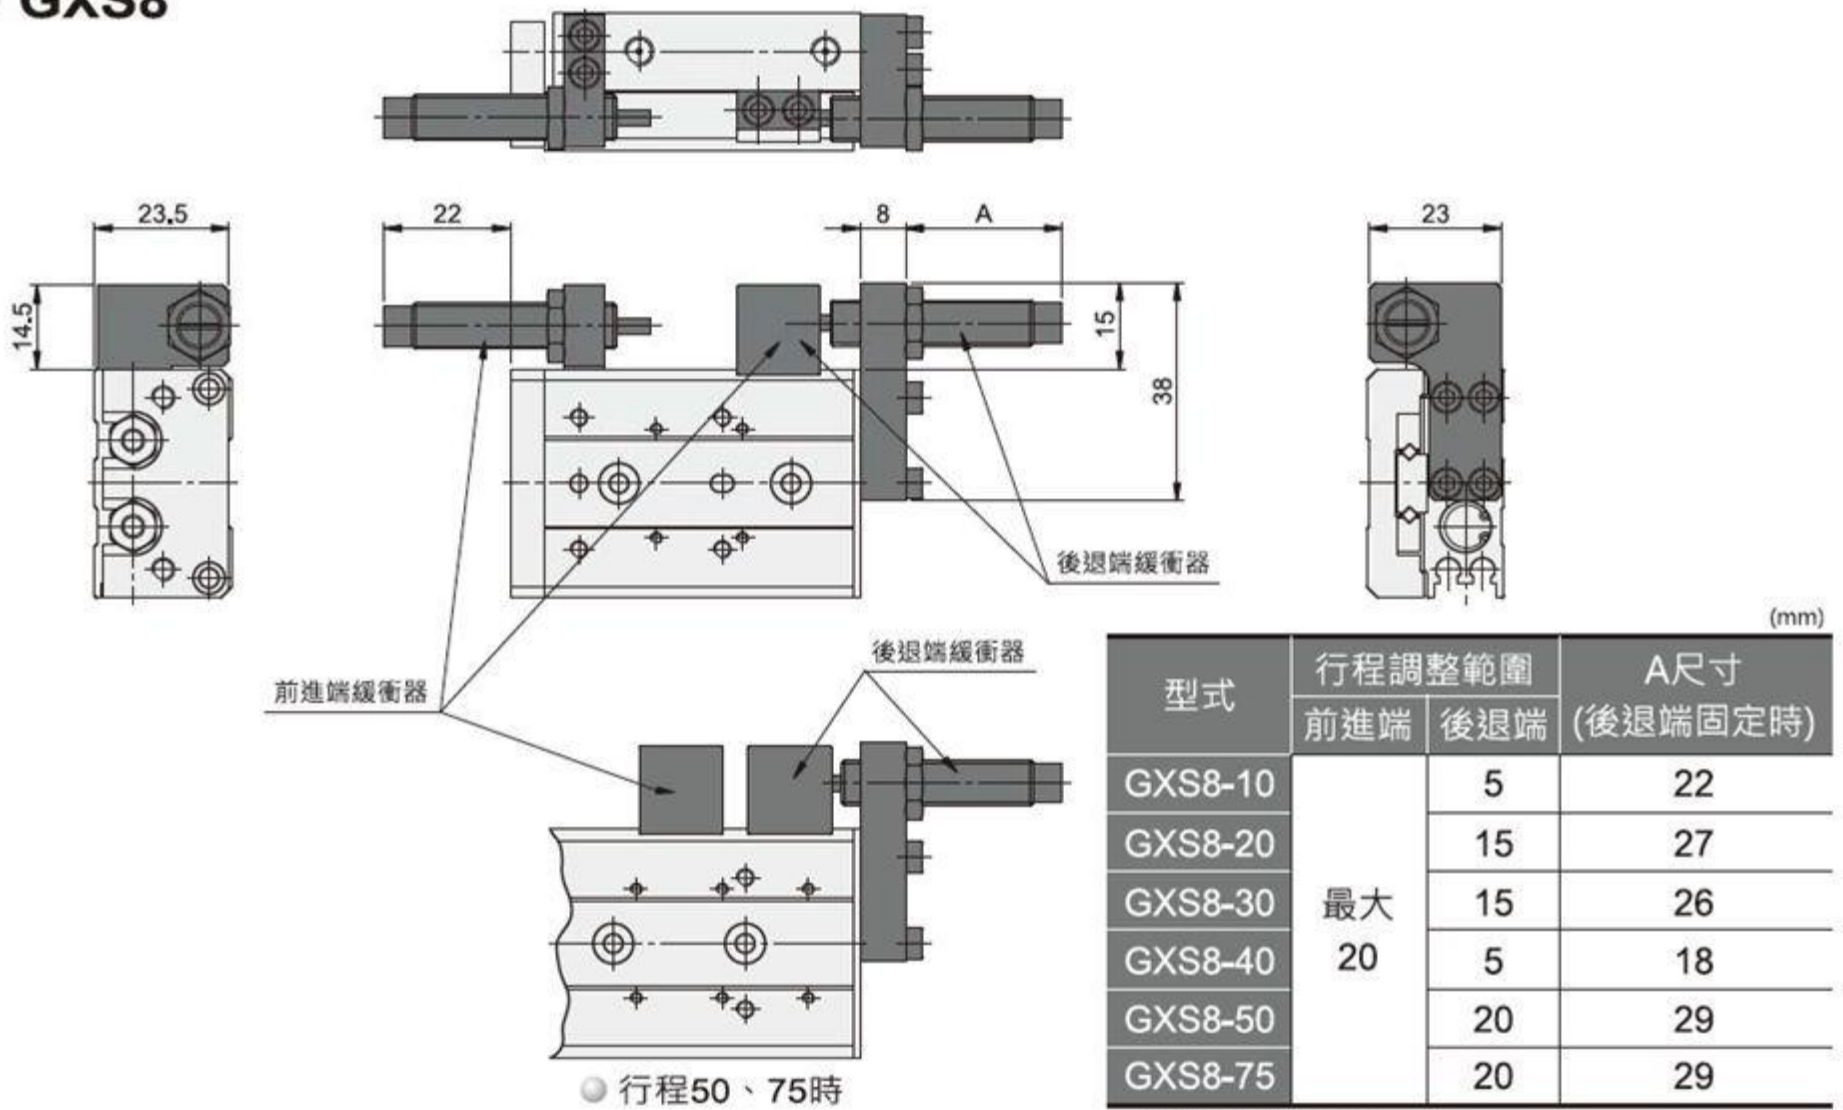 GXS8
23.5
22
8
A
23
14.5
15
38
後退端緩衝器
後退端緩衝器
前進端緩衝器
行程50、75時
(mm)
型式 行程調整範圍 A尺寸
前進端 後退端 (後退端固定時)
GXS8-10 5 22
GXS8-20 15 27
GXS8-30 最大 15 26
GXS8-40 20 5 18
GXS8-50 20 29
GXS8-75 20 29